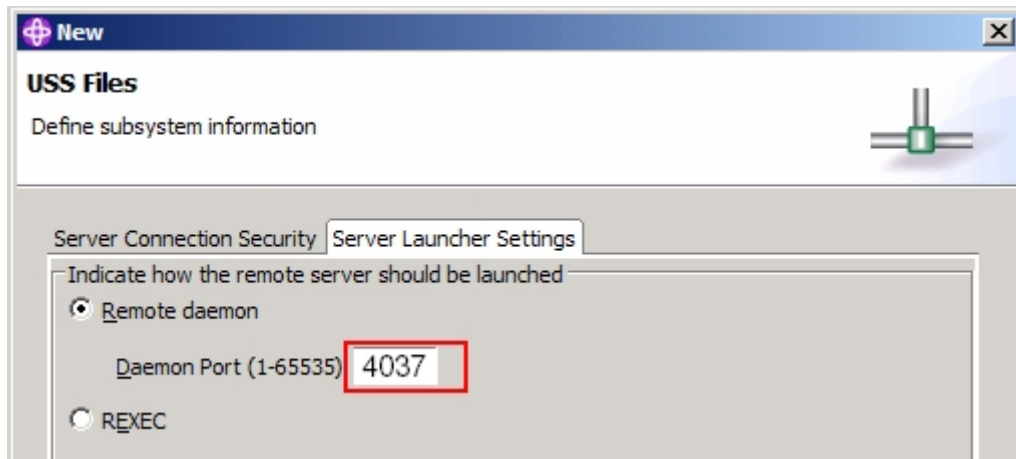 New
USS Files
Define subsystem information
Server Connection Security Server Launcher Settings
Indicate how the remote server should be launched
Remote daemon
Daemon Port (1-65535) 4037
REXEC